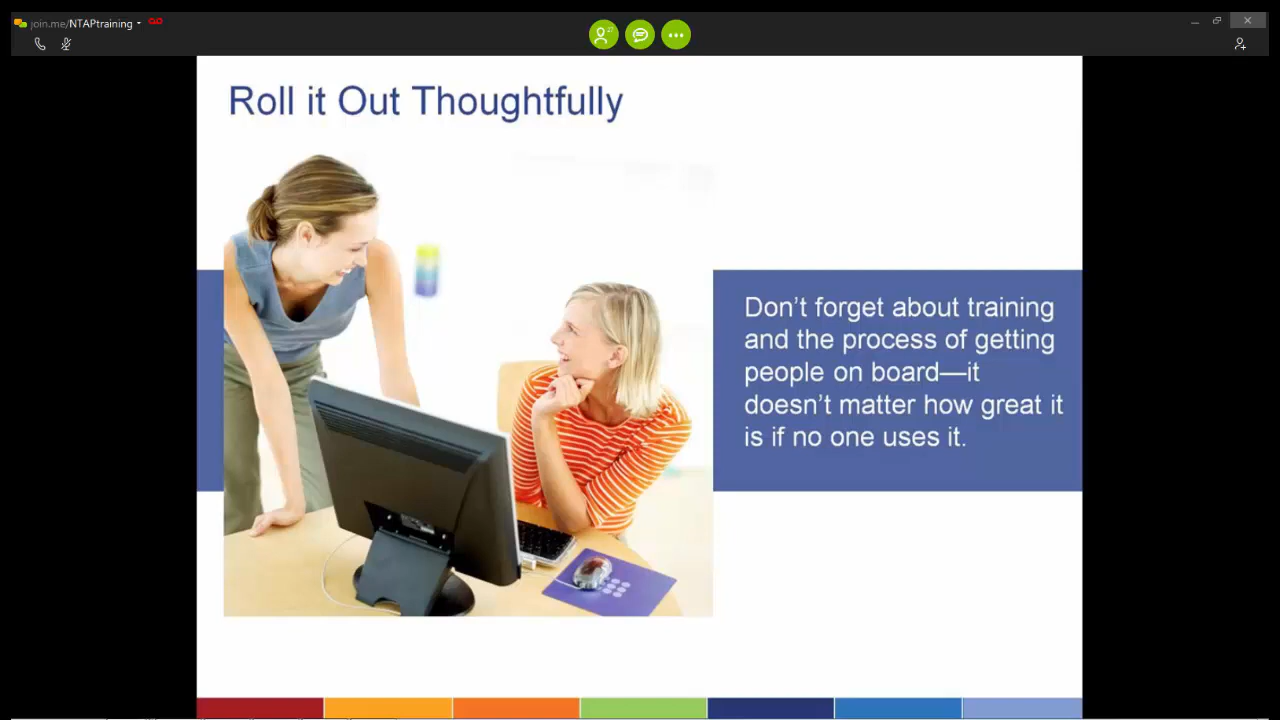 join.me/NTAPtraining
27
Roll it Out Thoughtfully
Don't forget about training
and the process of getting
people on board—it
doesn't matter how great it
is if no one uses it.